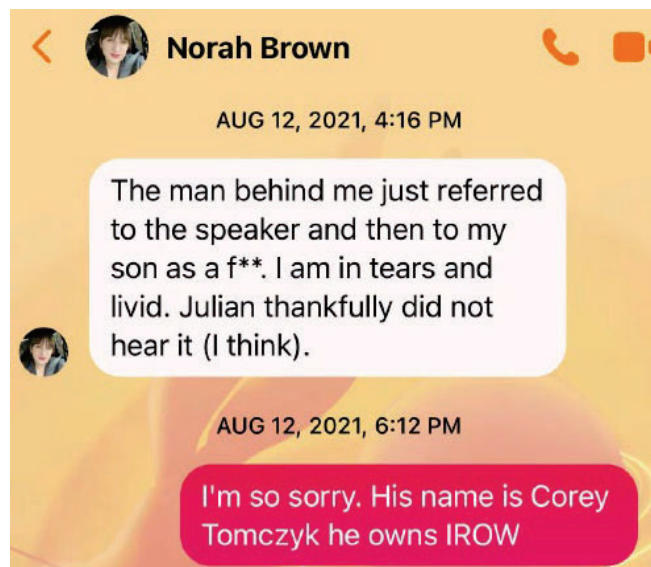 Norah Brown
AUG 12, 2021, 4:16 PM
The man behind me just referred
to the speaker and then to my
son as a f**. I am in tears and
livid. Julian thankfully did not
hear it (I think).
AUG 12, 2021, 6:12 PM
I'm so sorry. His name is Corey
Tomczyk he owns IROW